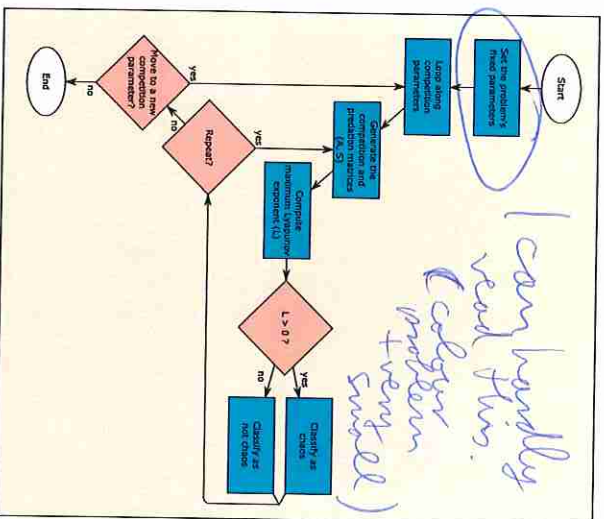 Start
Set the problem's
fixed parameters
Loop along
competition
parameters
Generate the
competition and
predation matrices
(A, S)
Compute
maximum Lyapunov
exponent (L)
L > 0 ?
yes
Classify as
chaos
no
Classify as
not chaos
Repeat?
yes
no
Move to a new
competition
parameter?
yes
no
End
I can hardly
read this.
(colour
problem
+ very
small)